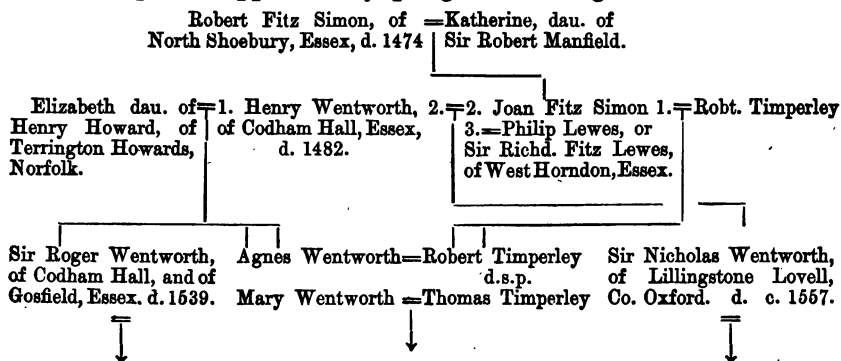 Robert Fitz Simon, of =Katherine, dau. of
North Shoebury, Essex, d. 1474 Sir Robert Manfield.
Elizabeth dau. of=1. Henry Wentworth, 2.=2. Joan Fitz Simon 1.=Robt. Timperley
Henry Howard, of of Codham Hall, Essex, 3.=Philip Lewes, or
Terrington Howards, d. 1482. Sir Richd. Fitz Lewes,
Norfolk. of West Horndon, Essex.
Sir Roger Wentworth, Agnes Wentworth=Robert Timperley Sir Nicholas Wentworth,
of Codham Hall, and of d.s.p. of Lillingstone Lovell,
Gosfield, Essex. d. 1539. Mary Wentworth =Thomas Timperley Co. Oxford. d. c. 1557.